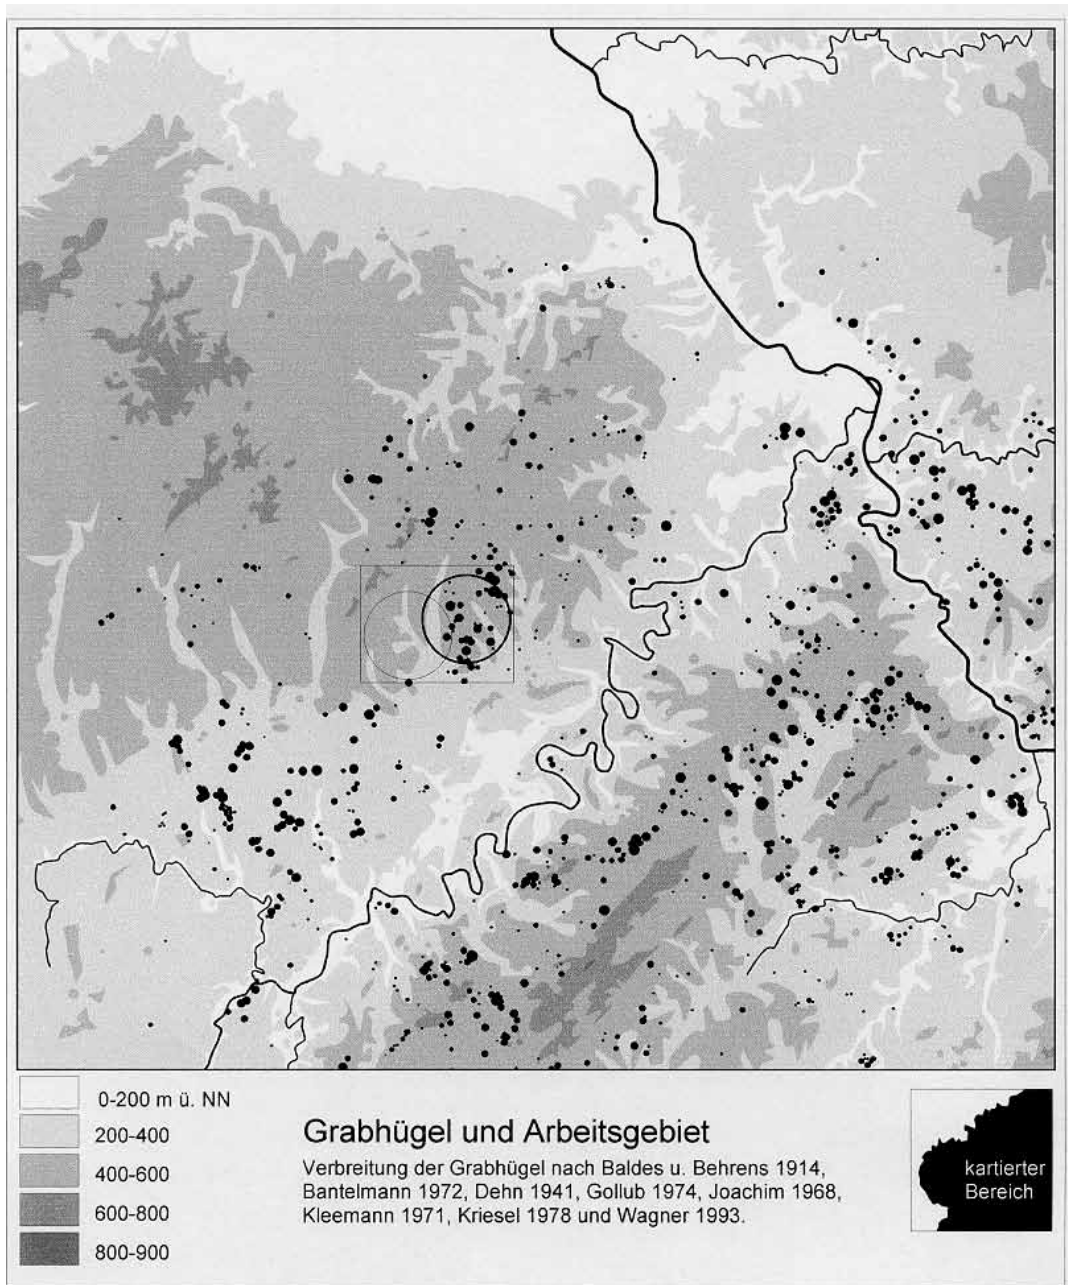 0-200 m ü. NN
200-400
400-600
600-800
800-900
Grabhügel und Arbeitsgebiet
Verbreitung der Grabhügel nach Baldes u. Behrens 1914,
Bantelmann 1972, Dehn 1941, Gollub 1974, Joachim 1968,
Kleemann 1971, Kriesel 1978 und Wagner 1993.
kartierter
Bereich